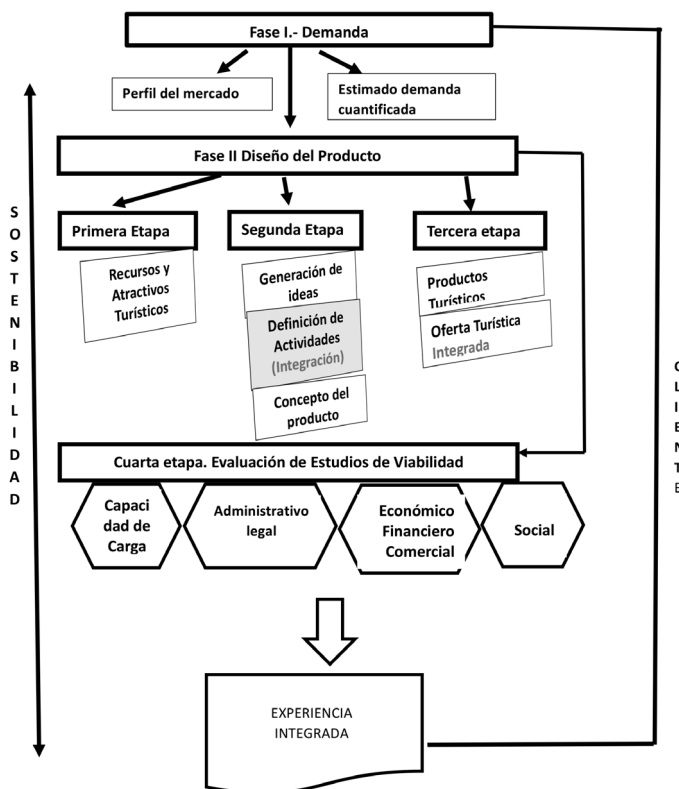 Fase I.- Demanda
Perfil del mercado
Estimado demanda
cuantificada
Fase II Diseño del Producto
Primera Etapa
Segunda Etapa
Tercera etapa
Recursos y
Atractivos
Turísticos
Generación de
ideas
Definición de
Actividades
(Integración)
Concepto del
producto
Productos
Turísticos
Oferta Turística
Integrada
Cuarta etapa. Evaluación de Estudios de Viabilidad
Capaci
dad de
Carga
Administrativo
legal
Económico
Financiero
Comercial
Social
EXPERIENCIA
INTEGRADA
S
O
S
T
E
N
I
B
I
L
I
D
A
D
C
L
I
E
N
T
E